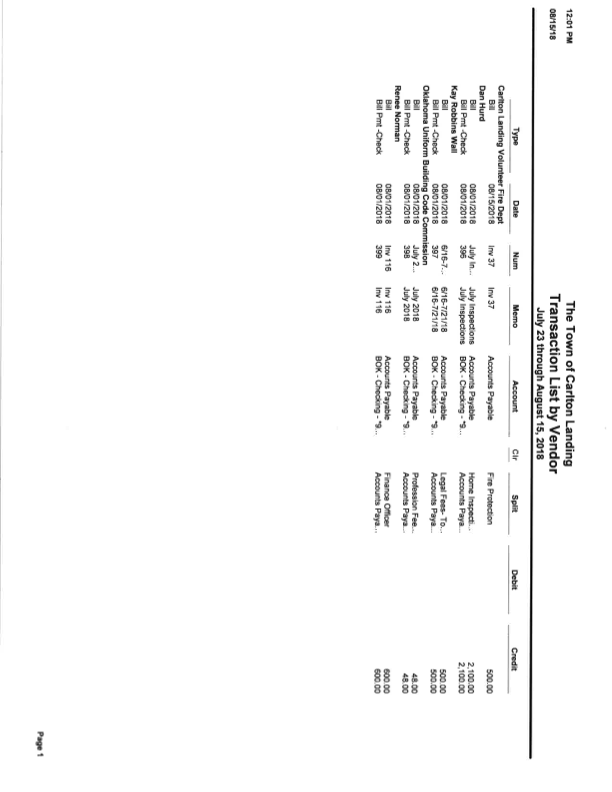 12:01 PM
08/15/18
The Town of Carlton Landing
Transaction List by Vendor
July 23 through August 15, 2018
Type Date Num Memo Account Clr Split Debit Credit
Carlton Landing Volunteer Fire Dept
Bill 08/15/2018 Inv 37 Inv 37 Accounts Payable Fire Protection 500.00
Dan Hurd
Bill 08/01/2018 July In... July Inspections Accounts Payable Home Inspecti... 2,100.00
Bill Pmt -Check 08/01/2018 396 July Inspections BOK - Checking - *9... Accounts Paya... 2,100.00
Kay Robbins Wall
Bill 08/01/2018 6/16-7... 6/16-7/21/18 Accounts Payable Legal Fees- To... 500.00
Bill Pmt -Check 08/01/2018 397 6/16-7/21/18 BOK - Checking - *9... Accounts Paya... 500.00
Oklahoma Uniform Building Code Commission
Bill 08/01/2018 July 2... July 2018 Accounts Payable Profession Fee... 48.00
Bill Pmt -Check 08/01/2018 398 July 2018 BOK - Checking - *9... Accounts Paya... 48.00
Renee Norman
Bill 08/01/2018 Inv 116 Inv 116 Accounts Payable Finance Officer 600.00
Bill Pmt -Check 08/01/2018 399 Inv 116 BOK - Checking - *9... Accounts Paya... 600.00
Page 1